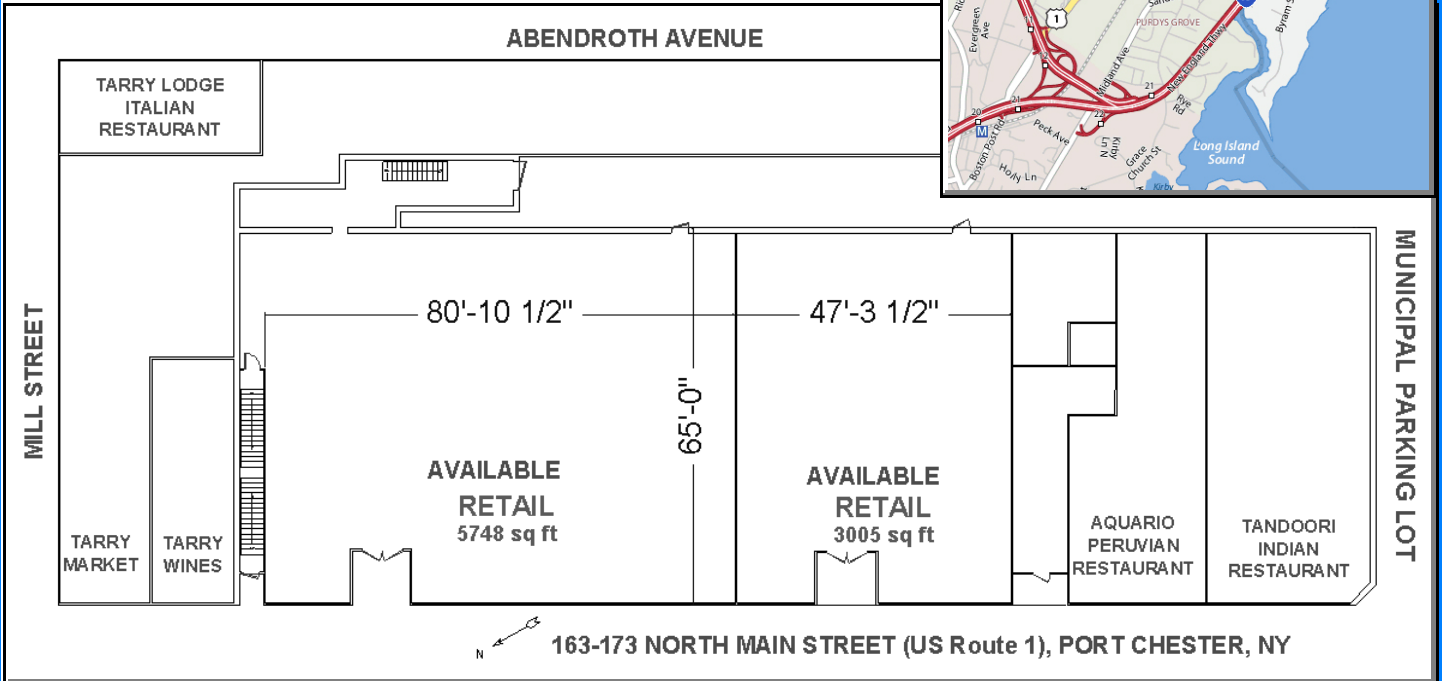 ABENDROTH AVENUE
TARRY LODGE
ITALIAN
RESTAURANT
1
Evergreen
Ave
PURDYS GROVE
Byram S
11
12
Midland Ave
New England Thwy
21
21
20
22
M
Rye
Rd
Peck Ave
Boston Post Rd
Kirby
Ln N
Grace
Church St
Holly Ln
Long Island
Sound
Kirby
MILL STREET
MUNICIPAL PARKING LOT
80'-10 1/2"
47'-3 1/2"
65'-0"
AVAILABLE
RETAIL
5748 sq ft
AVAILABLE
RETAIL
3005 sq ft
TARRY
MARKET
TARRY
WINES
AQUARIO
PERUVIAN
RESTAURANT
TANDOORI
INDIAN
RESTAURANT
N
163-173 NORTH MAIN STREET (US Route 1), PORT CHESTER, NY